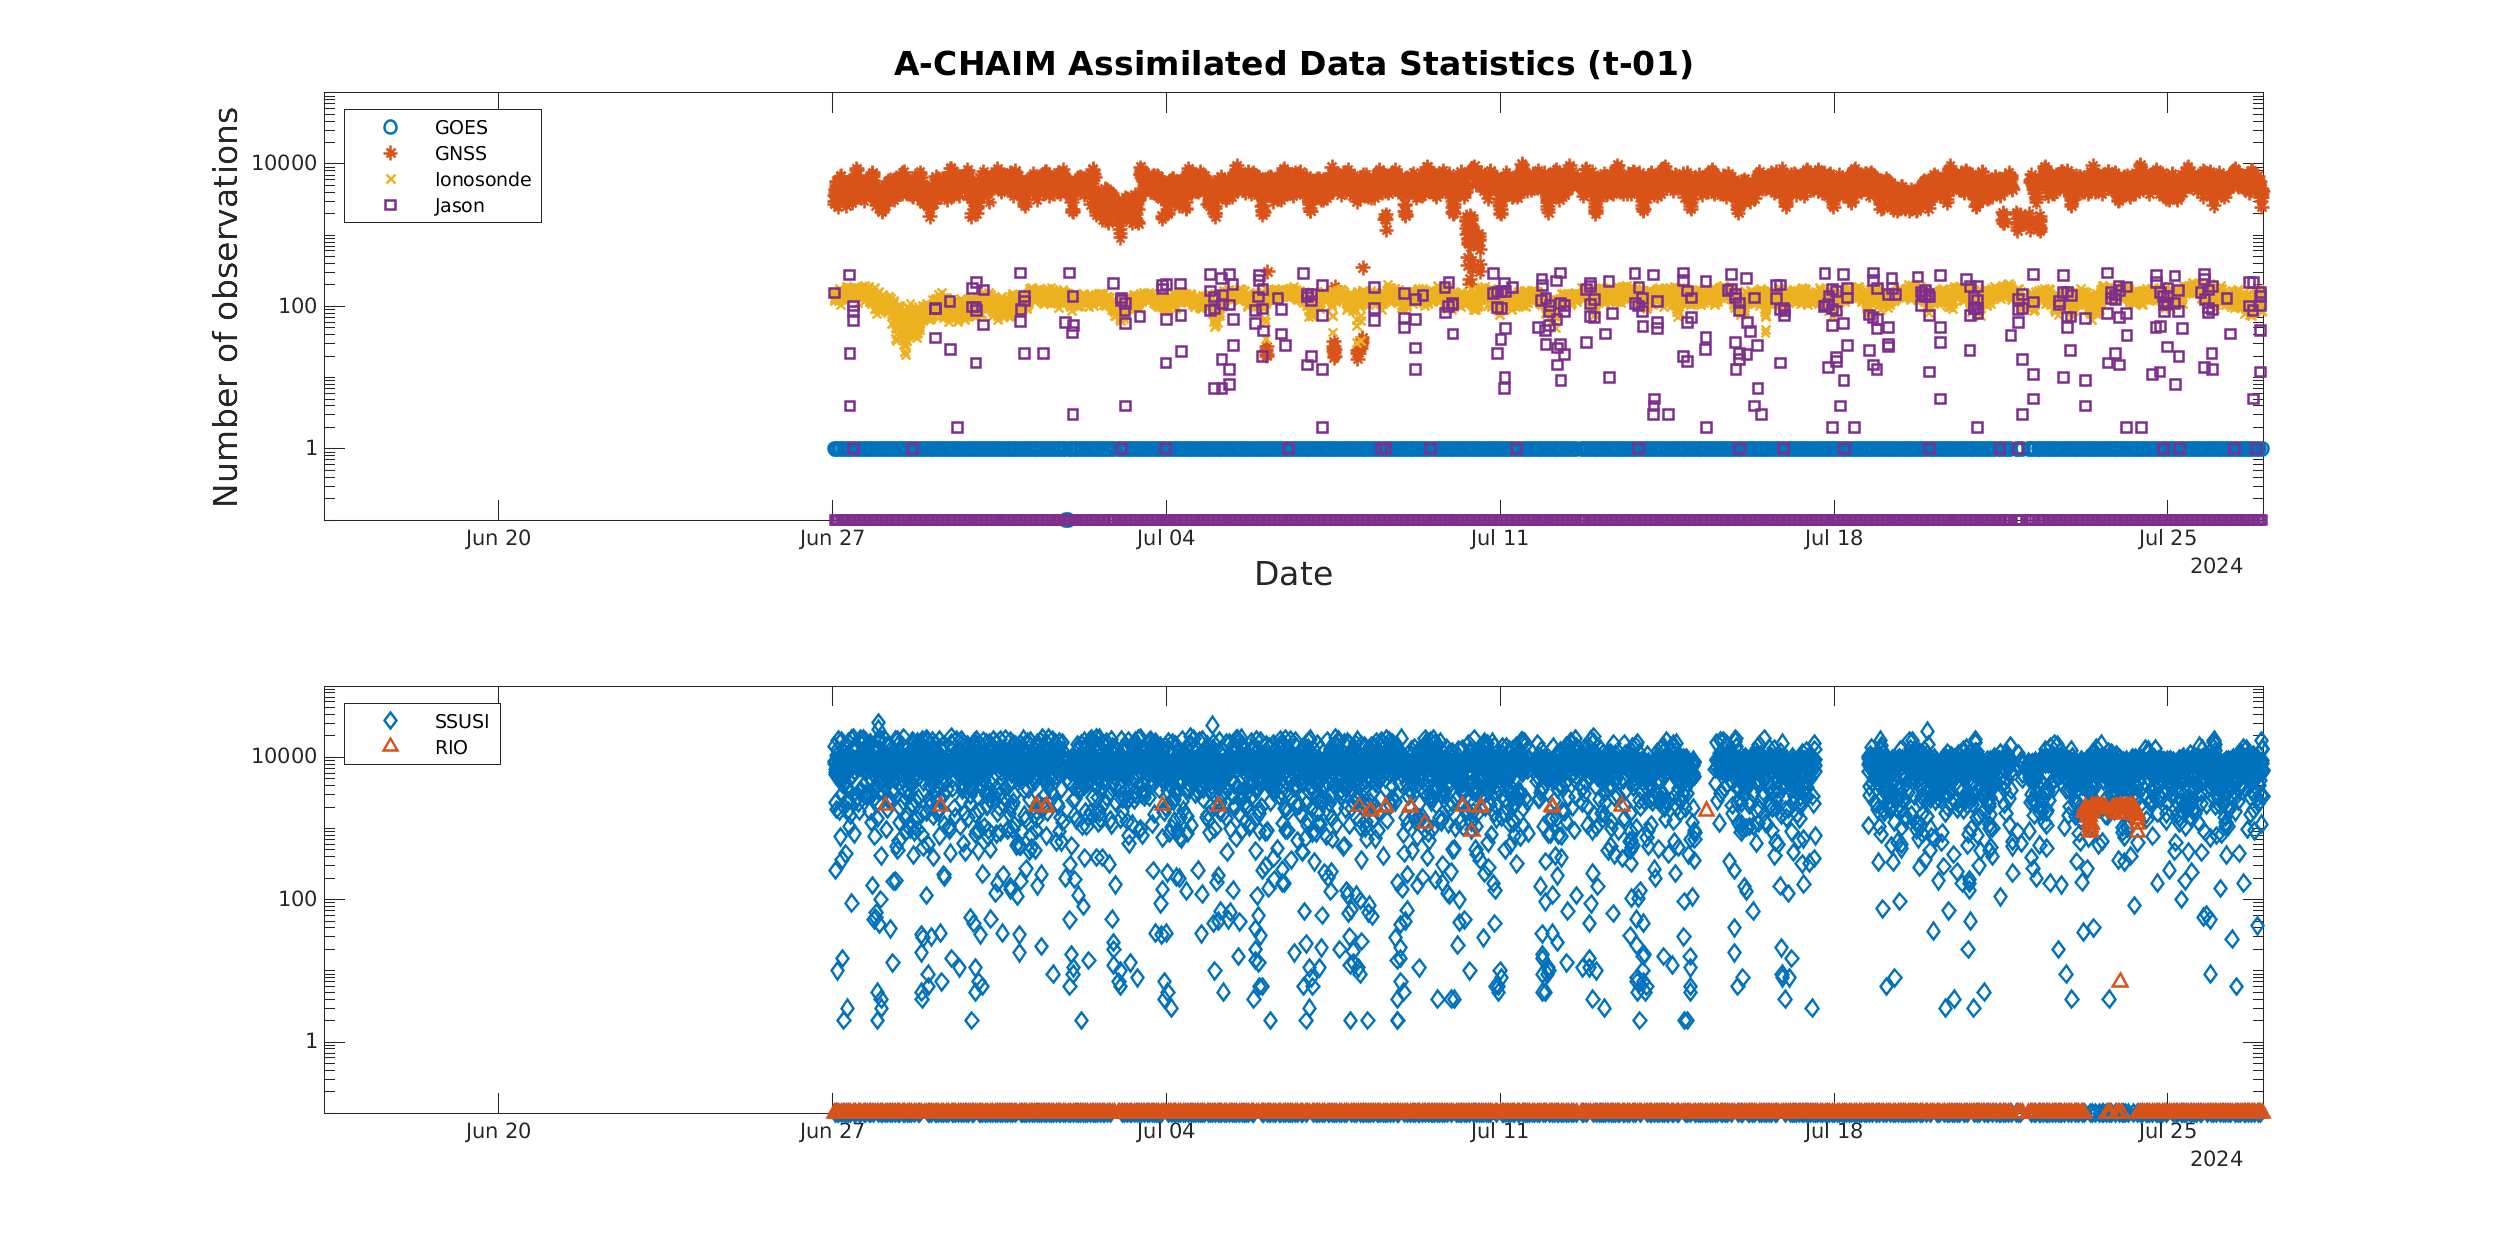 A-CHAIM Assimilated Data Statistics (t-01)
Number of observations
10000
100
1
GOES
GNSS
Ionosonde
Jason
Jun 20
Jun 27
Jul 04
Jul 11
Jul 18
Jul 25
2024
Date
10000
100
1
SSUSI
RIO
Jun 20
Jun 27
Jul 04
Jul 11
Jul 18
Jul 25
2024